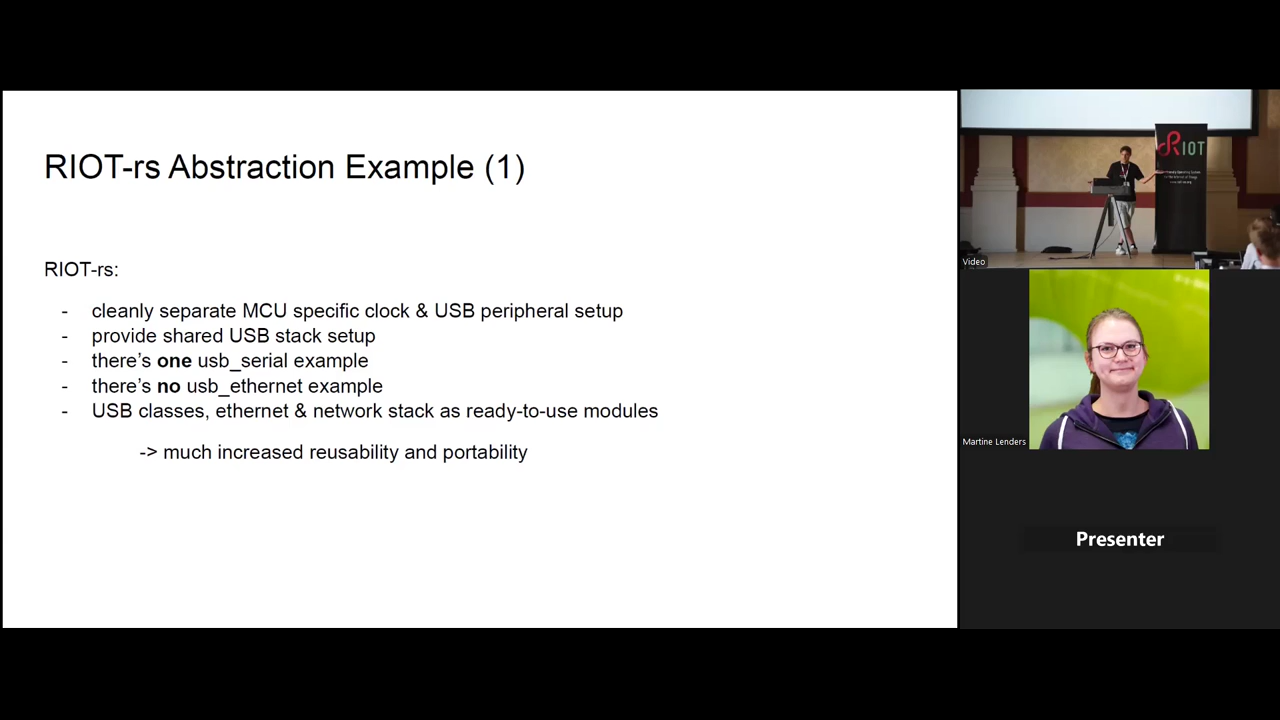 RIOT-rs Abstraction Example (1)
RIOT-rs:
- cleanly separate MCU specific clock & USB peripheral setup
- provide shared USB stack setup
- there's one usb_serial example
- there's no usb_ethernet example
- USB classes, ethernet & network stack as ready-to-use modules
-> much increased reusability and portability
RIOT
Video
Martine Lenders
Presenter